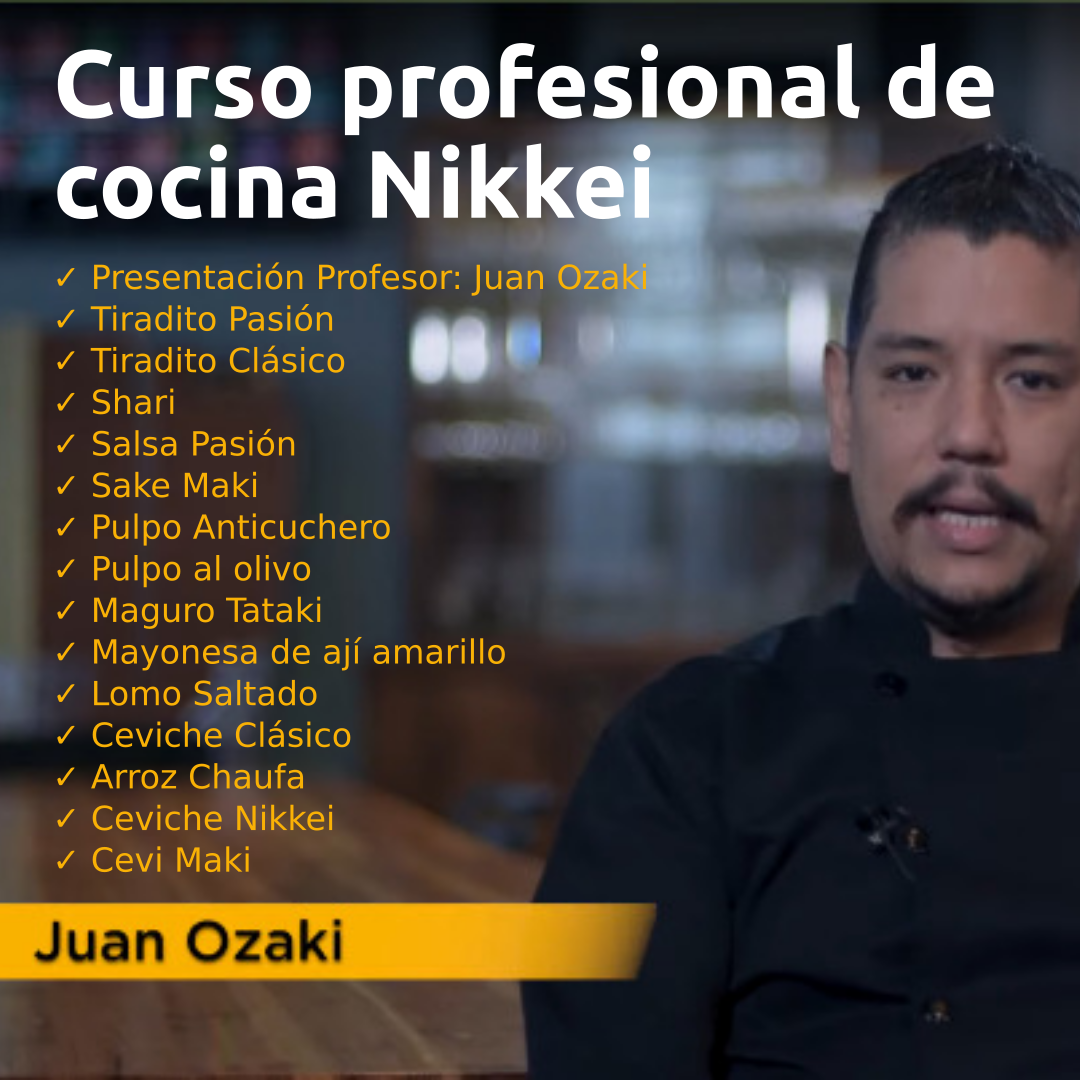 Curso profesional de
cocina Nikkei
✓ Presentación Profesor: Juan Ozaki
✓ Tiradito Pasión
✓ Tiradito Clásico
✓ Shari
✓ Salsa Pasión
✓ Sake Maki
✓ Pulpo Anticuchero
✓ Pulpo al olivo
✓ Maguro Tataki
✓ Mayonesa de ají amarillo
✓ Lomo Saltado
✓ Ceviche Clásico
✓ Arroz Chaufa
✓ Ceviche Nikkei
✓ Cevi Maki
Juan Ozaki